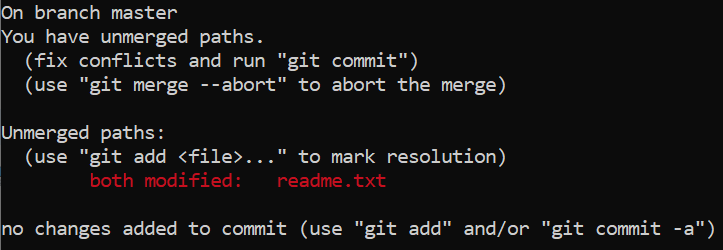 On branch master
You have unmerged paths.
  (fix conflicts and run "git commit")
  (use "git merge --abort" to abort the merge)

Unmerged paths:
  (use "git add <file>..." to mark resolution)
        both modified:   readme.txt

no changes added to commit (use "git add" and/or "git commit -a")